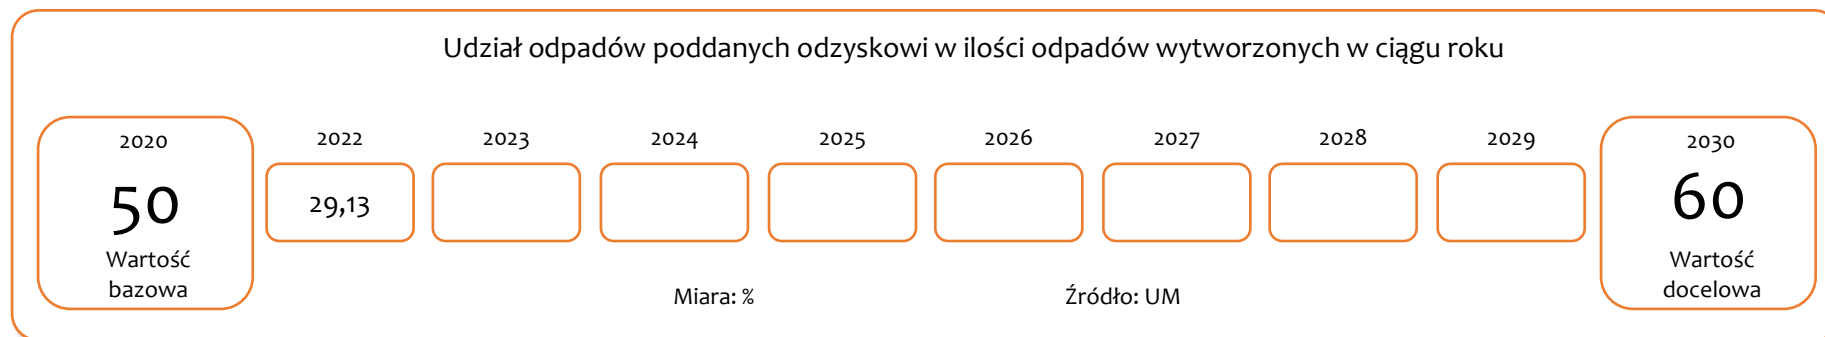 Udział odpadów poddanych odzyskowi w ilości odpadów wytworzonych w ciągu roku
2020
50
Wartość
bazowa
2022
29,13
2023
2024
2025
2026
2027
2028
2029
2030
60
Wartość
docelowa
Miara: %
Źródło: UM